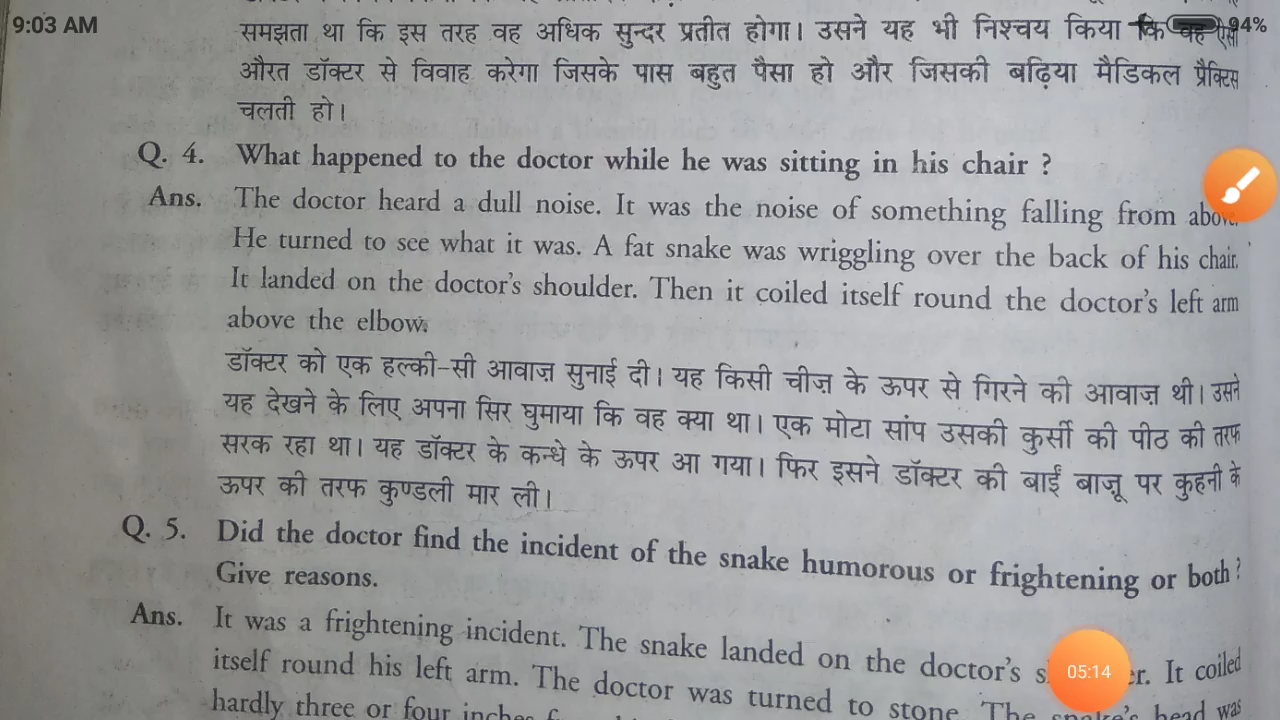 9:03 AM
94%
समझता था कि इस तरह वह अधिक सुन्दर प्रतीत होगा। उसने यह भी निश्चय किया कि वह ऐसी
औरत डॉक्टर से विवाह करेगा जिसके पास बहुत पैसा हो और जिसकी बढ़िया मैडिकल प्रैक्टिस
चलती हो।
Q. 4. What happened to the doctor while he was sitting in his chair ?
Ans. The doctor heard a dull noise. It was the noise of something falling from above.
He turned to see what it was. A fat snake was wriggling over the back of his chair.
It landed on the doctor's shoulder. Then it coiled itself round the doctor's left arm
above the elbow.
डॉक्टर को एक हल्की-सी आवाज़ सुनाई दी। यह किसी चीज़ के ऊपर से गिरने की आवाज़ थी। उसने
यह देखने के लिए अपना सिर घुमाया कि वह क्या था। एक मोटा सांप उसकी कुर्सी की पीठ की तरफ
सरक रहा था। यह डॉक्टर के कन्धे के ऊपर आ गया। फिर इसने डॉक्टर की बाईं बाज़ू पर कुहनी के
ऊपर की तरफ कुण्डली मार ली।
Q. 5. Did the doctor find the incident of the snake humorous or frightening or both ?
Give reasons.
Ans. It was a frightening incident. The snake landed on the doctor's It coiled
itself round his left arm. The doctor was turned to stone. The snake's head was
hardly three or four inches
05:14